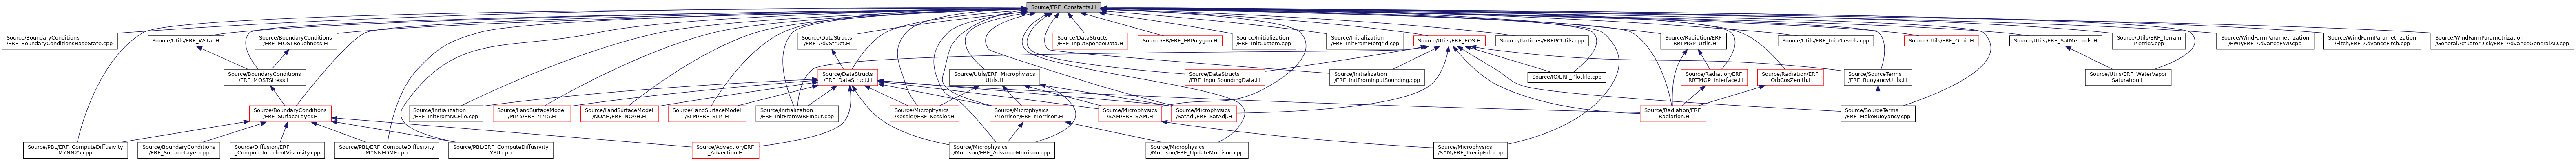 Source/ERF_Constants.H
Source/BoundaryConditions
/ERF_BoundaryConditionsBaseState.cpp
Source/Utils/ERF_Wstar.H
Source/BoundaryConditions
/ERF_MOSTRoughness.H
Source/DataStructs
/ERF_AdvStruct.H
Source/DataStructs
/ERF_InputSpongeData.H
Source/EB/ERF_EBPolygon.H
Source/Initialization
/ERF_InitCustom.cpp
Source/Initialization
/ERF_InitFromMetgrid.cpp
Source/Utils/ERF_EOS.H
Source/Particles/ERFPCUtils.cpp
Source/Radiation/ERF
_RRTMGP_Utils.H
Source/Utils/ERF_InitZLevels.cpp
Source/Utils/ERF_Orbit.H
Source/Utils/ERF_SatMethods.H
Source/Utils/ERF_Terrain
Metrics.cpp
Source/WindFarmParametrization
/EWP/ERF_AdvanceEWP.cpp
Source/WindFarmParametrization
/Fitch/ERF_AdvanceFitch.cpp
Source/WindFarmParametrization
/GeneralActuatorDisk/ERF_AdvanceGeneralAD.cpp
Source/BoundaryConditions
/ERF_MOSTStress.H
Source/DataStructs
/ERF_DataStruct.H
Source/Utils/ERF_Microphysics
Utils.H
Source/DataStructs
/ERF_InputSoundingData.H
Source/Initialization
/ERF_InitFromInputSounding.cpp
Source/IO/ERF_Plotfile.cpp
Source/Radiation/ERF
_RRTMGP_Interface.H
Source/Radiation/ERF
_OrbCosZenith.H
Source/SourceTerms
/ERF_BuoyancyUtils.H
Source/Utils/ERF_WaterVapor
Saturation.H
Source/BoundaryConditions
/ERF_SurfaceLayer.H
Source/Initialization
/ERF_InitFromNCFile.cpp
Source/LandSurfaceModel
/MM5/ERF_MM5.H
Source/LandSurfaceModel
/NOAH/ERF_NOAH.H
Source/LandSurfaceModel
/SLM/ERF_SLM.H
Source/Initialization
/ERF_InitFromWRFInput.cpp
Source/Microphysics
/Kessler/ERF_Kessler.H
Source/Microphysics
/Morrison/ERF_Morrison.H
Source/Microphysics
/SAM/ERF_SAM.H
Source/Microphysics
/SatAdj/ERF_SatAdj.H
Source/Radiation/ERF
_Radiation.H
Source/SourceTerms
/ERF_MakeBuoyancy.cpp
Source/PBL/ERF_ComputeDiffusivity
MYNN25.cpp
Source/BoundaryConditions
/ERF_SurfaceLayer.cpp
Source/Diffusion/ERF
_ComputeTurbulentViscosity.cpp
Source/PBL/ERF_ComputeDiffusivity
MYNNEDMF.cpp
Source/PBL/ERF_ComputeDiffusivity
YSU.cpp
Source/Advection/ERF
_Advection.H
Source/Microphysics
/Morrison/ERF_AdvanceMorrison.cpp
Source/Microphysics
/Morrison/ERF_UpdateMorrison.cpp
Source/Microphysics
/SAM/ERF_PrecipFall.cpp